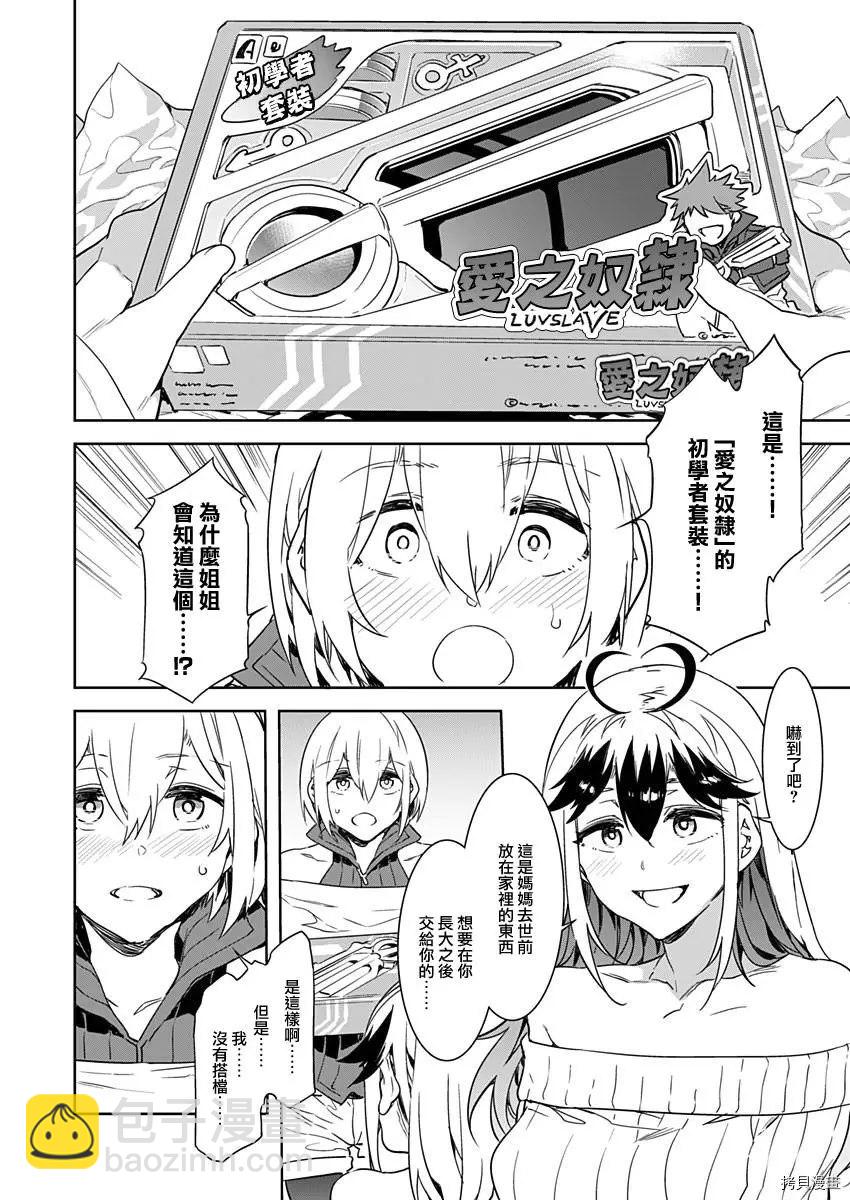 Ae
初學者
套裝
愛之奴隸
LUVSLAVE
愛之奴隸
LUVS
這是……！
「愛之奴隸」的
初學者套裝……！
為什麼姐姐
會知道這個……!?
嚇到了吧？
這是媽媽去世前
放在家裡的東西
想要在你
長大之後
交給你的……
是這樣啊……
但是……
我……
沒有搭檔……
包子漫畫
baozimh.com
拷貝漫畫